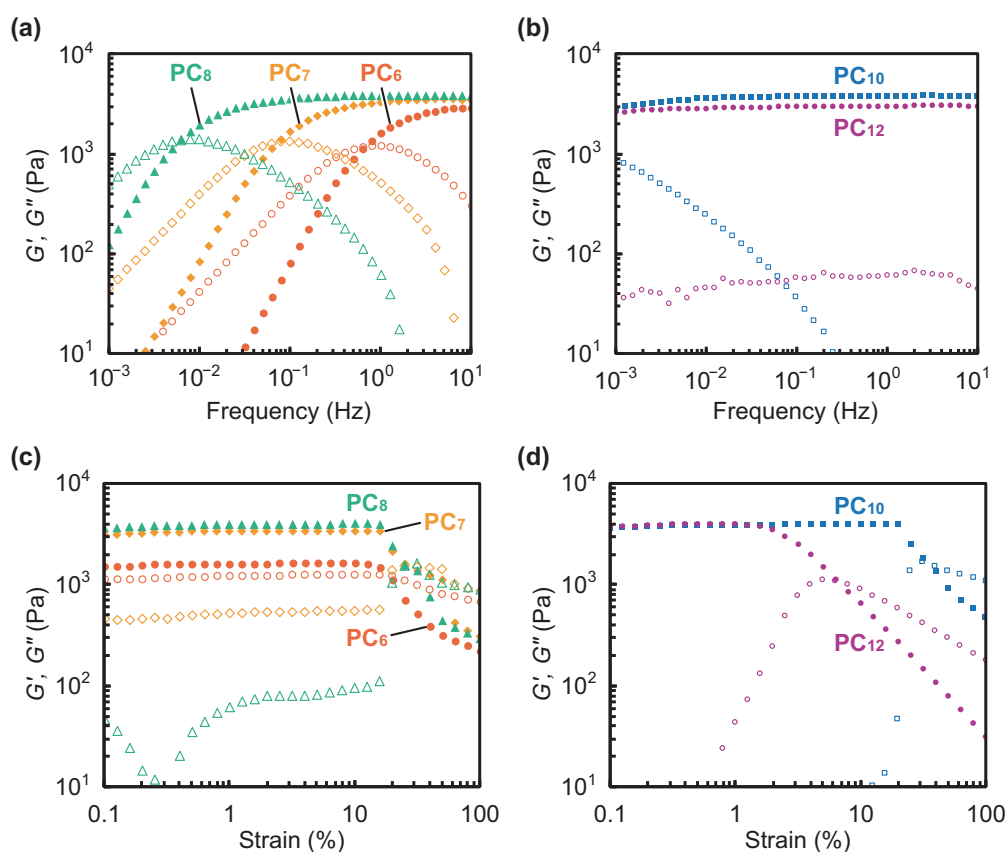 (a)
G′, G″ (Pa)
10⁴
10³
10²
10¹
PC₈
PC₇
PC₆
10⁻³
10⁻²
10⁻¹
10⁰
10¹
Frequency (Hz)
(b)
G′, G″ (Pa)
10⁴
10³
10²
10¹
PC₁₀
PC₁₂
10⁻³
10⁻²
10⁻¹
10⁰
10¹
Frequency (Hz)
(c)
G′, G″ (Pa)
10⁴
10³
10²
10¹
PC₈
PC₇
PC₆
0.1
1
10
100
Strain (%)
(d)
G′, G″ (Pa)
10⁴
10³
10²
10¹
PC₁₀
PC₁₂
0.1
1
10
100
Strain (%)